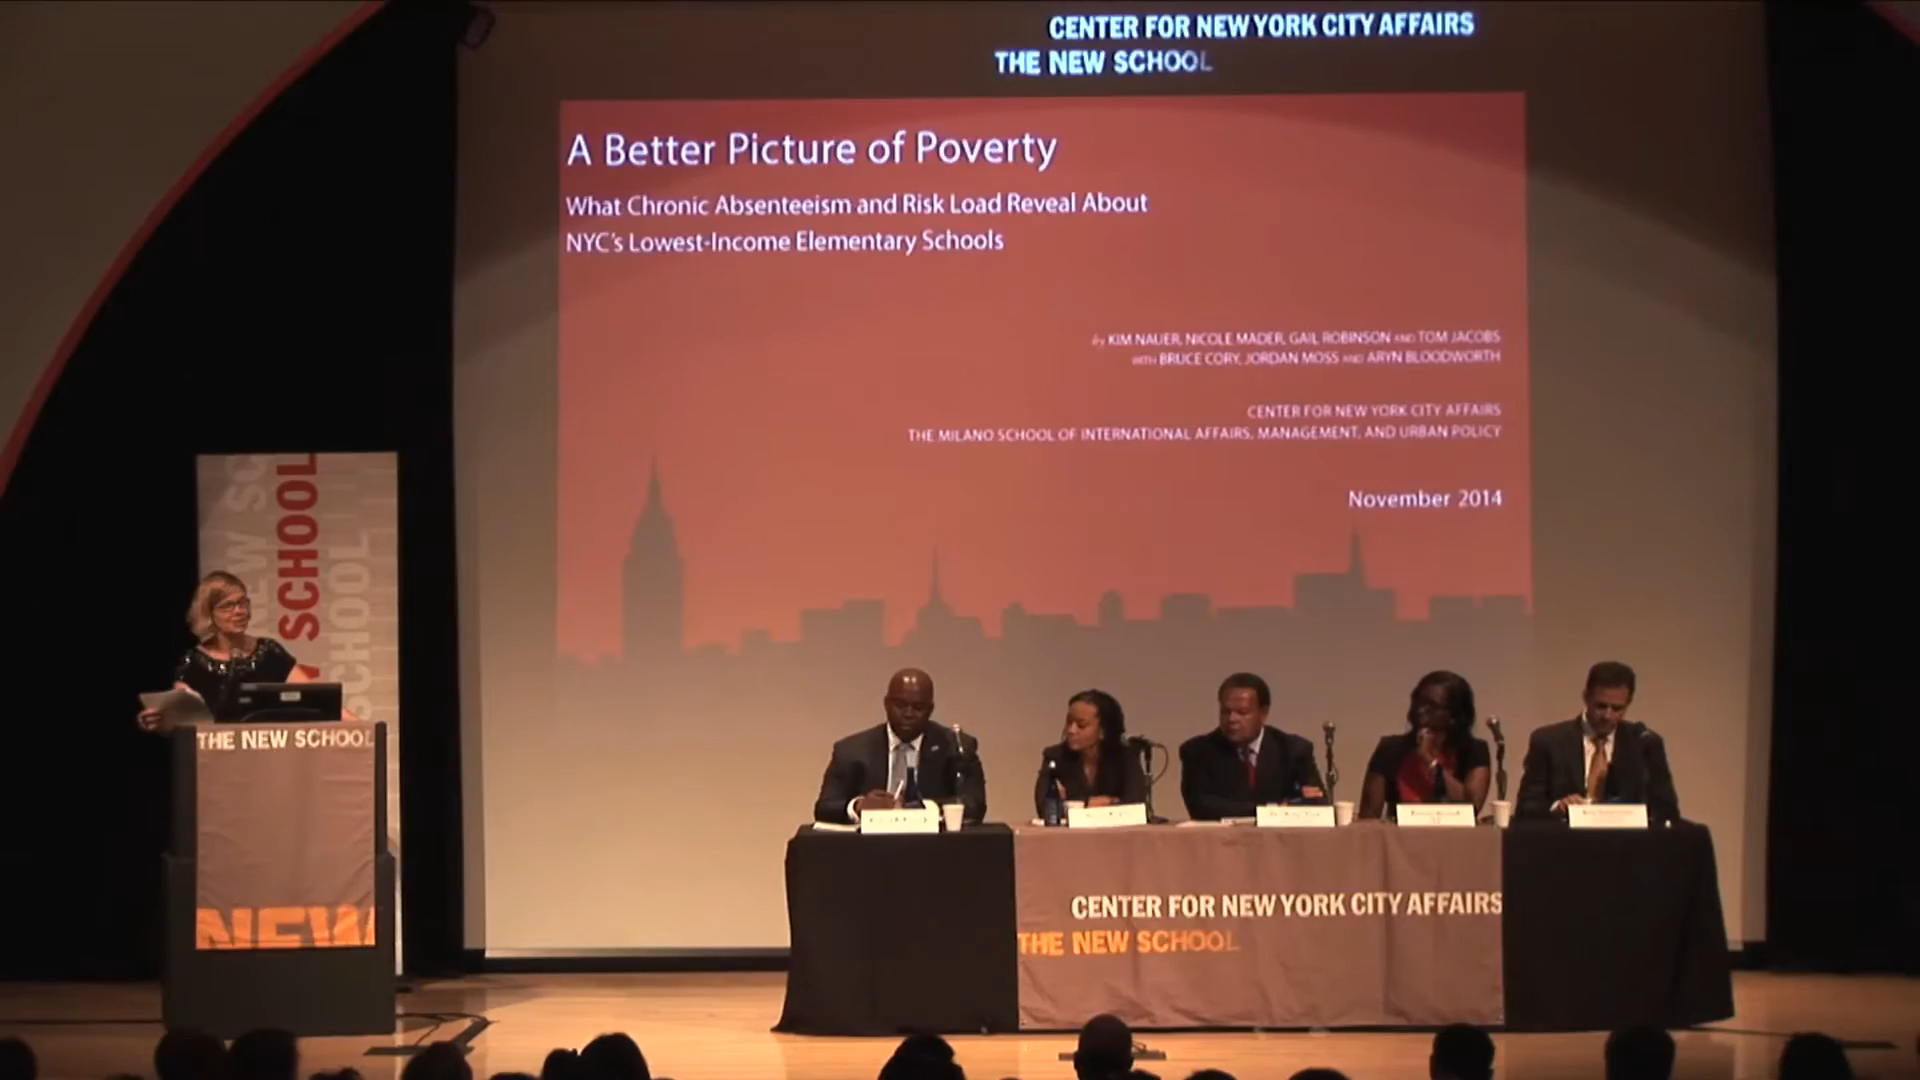 CENTER FOR NEW YORK CITY AFFAIRS
THE NEW SCHOOL
A Better Picture of Poverty
What Chronic Absenteeism and Risk Load Reveal About
NYC's Lowest-Income Elementary Schools
by KIM NAUER, NICOLE MADER, GAIL ROBINSON AND TOM JACOBS
WITH BRUCE CORY, JORDAN MOSS AND ARYN BLOODWORTH
CENTER FOR NEW YORK CITY AFFAIRS
THE MILANO SCHOOL OF INTERNATIONAL AFFAIRS, MANAGEMENT, AND URBAN POLICY
November 2014
NEW SC
SCHOOL
SCHOOL
THE NEW SCHOOL
NEW
CENTER FOR NEW YORK CITY AFFAIRS
THE NEW SCHOOL